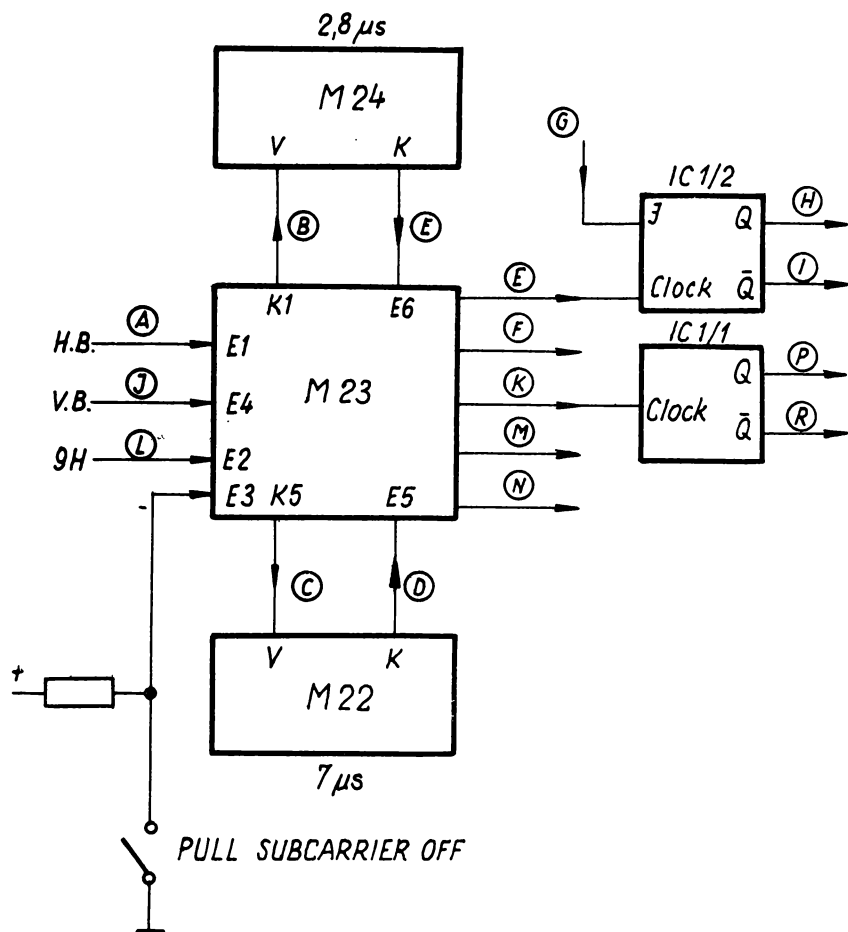 2,8 µs
M 24
V K
B E
G
IC 1/2
J Q H
Clock Q̄ I
K1 E6
E
H.B. A E1
F
IC 1/1
V.B. J E4
M 23
K Clock
Q P
Q̄ R
9H L E2
M
E3 K5 E5
N
-
C D
V K
M 22
7 µs
+
PULL SUBCARRIER OFF